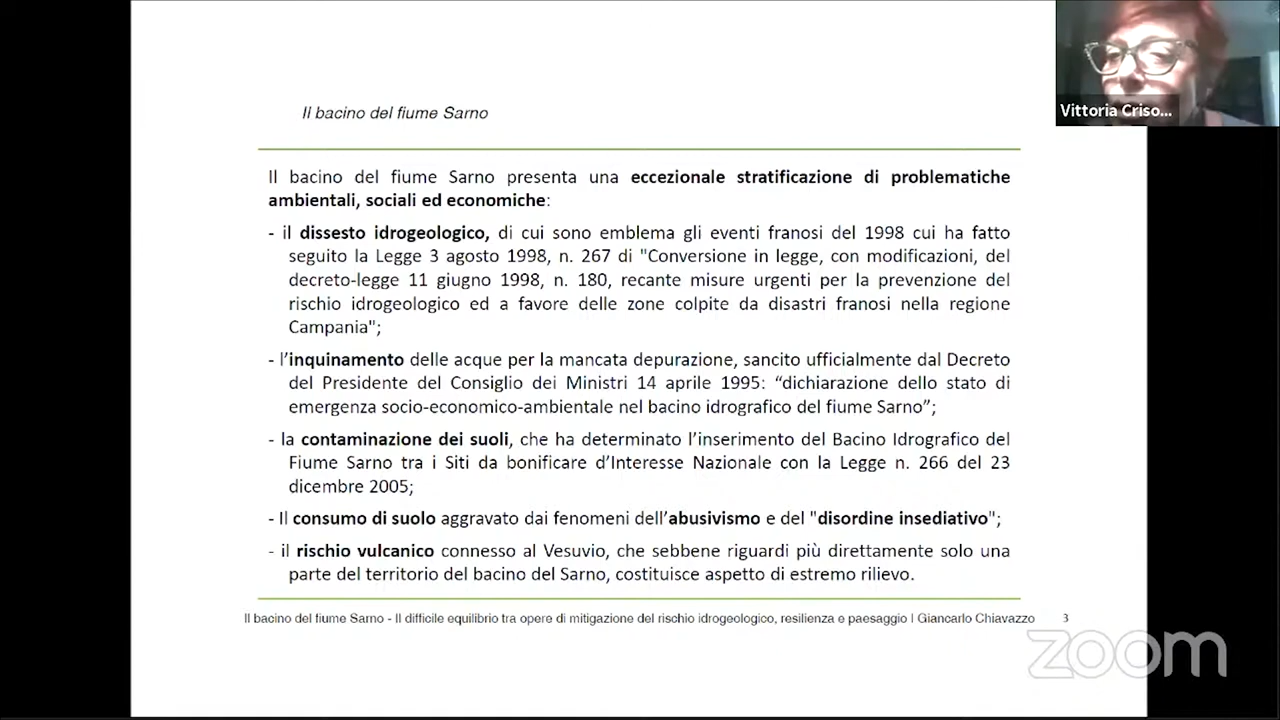 Vittoria Criso...
Il bacino del fiume Sarno
Il bacino del fiume Sarno presenta una eccezionale stratificazione di problematiche
ambientali, sociali ed economiche:
- il dissesto idrogeologico, di cui sono emblema gli eventi franosi del 1998 cui ha fatto
seguito la Legge 3 agosto 1998, n. 267 di "Conversione in legge, con modificazioni, del
decreto-legge 11 giugno 1998, n. 180, recante misure urgenti per la prevenzione del
rischio idrogeologico ed a favore delle zone colpite da disastri franosi nella regione
Campania";
- l’inquinamento delle acque per la mancata depurazione, sancito ufficialmente dal Decreto
del Presidente del Consiglio dei Ministri 14 aprile 1995: “dichiarazione dello stato di
emergenza socio-economico-ambientale nel bacino idrografico del fiume Sarno”;
- la contaminazione dei suoli, che ha determinato l’inserimento del Bacino Idrografico del
Fiume Sarno tra i Siti da bonificare d’Interesse Nazionale con la Legge n. 266 del 23
dicembre 2005;
- Il consumo di suolo aggravato dai fenomeni dell’abusivismo e del "disordine insediativo";
- il rischio vulcanico connesso al Vesuvio, che sebbene riguardi più direttamente solo una
parte del territorio del bacino del Sarno, costituisce aspetto di estremo rilievo.
Il bacino del fiume Sarno - Il difficile equilibrio tra opere di mitigazione del rischio idrogeologico, resilienza e paesaggio | Giancarlo Chiavazzo 3
zoom